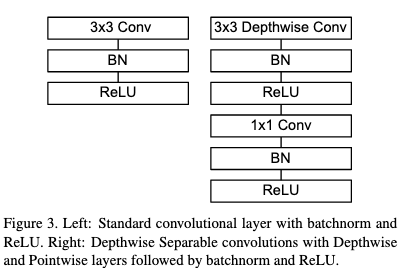 3x3 Conv
BN
ReLU
3x3 Depthwise Conv
BN
ReLU
1x1 Conv
BN
ReLU
Figure 3. Left: Standard convolutional layer with batchnorm and
ReLU. Right: Depthwise Separable convolutions with Depthwise
and Pointwise layers followed by batchnorm and ReLU.